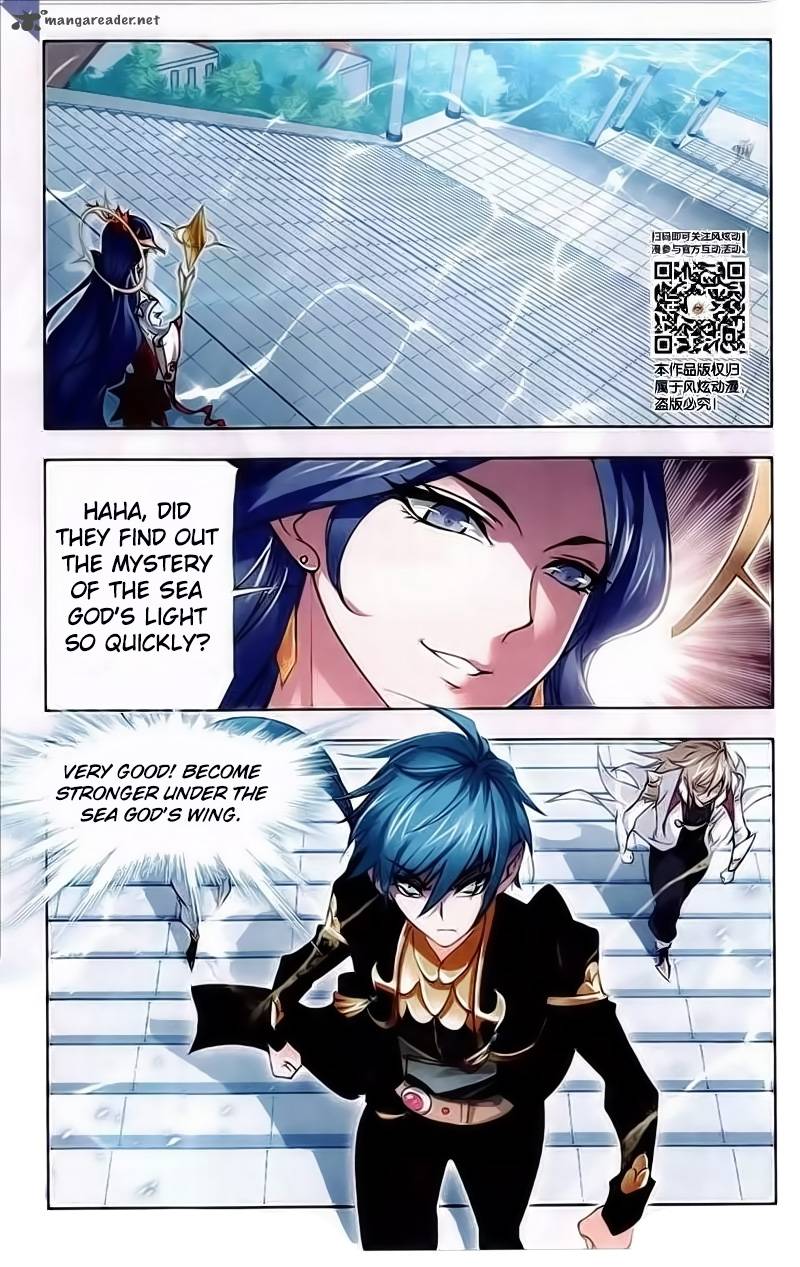 mangareader.net
扫码即可关注风炫动
漫参与官方互动活动!
本作品版权归
属于风炫动漫,
盗版必究!
HAHA, DID
THEY FIND OUT
THE MYSTERY
OF THE SEA
GOD'S LIGHT
SO QUICKLY?
VERY GOOD! BECOME
STRONGER UNDER THE
SEA GOD'S WING.